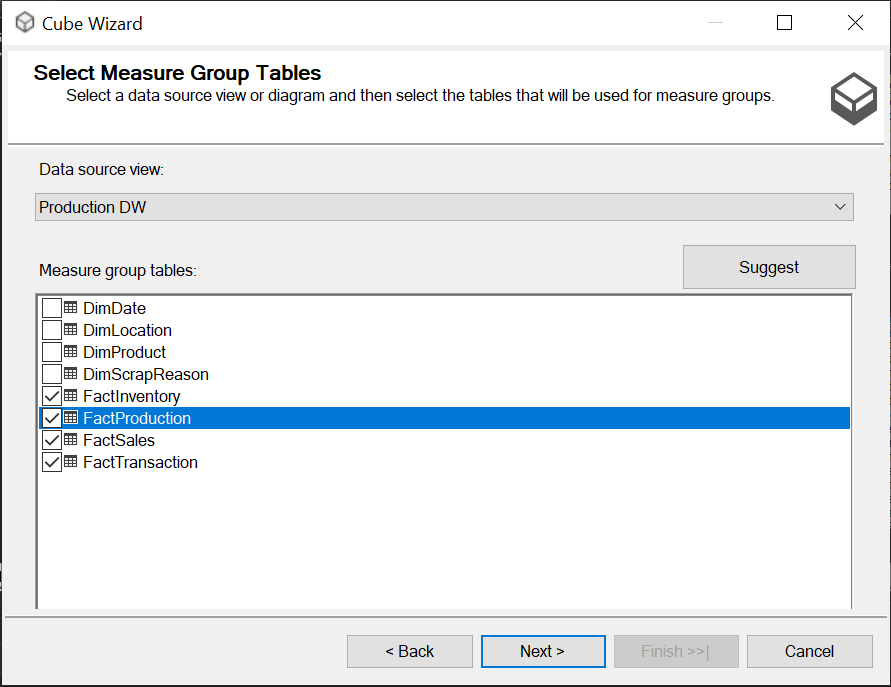 Cube Wizard
Select Measure Group Tables
Select a data source view or diagram and then select the tables that will be used for measure groups.
Data source view:
Production DW
Measure group tables:
Suggest
DimDate
DimLocation
DimProduct
DimScrapReason
FactInventory
FactProduction
FactSales
FactTransaction
< Back
Next >
Finish >>|
Cancel